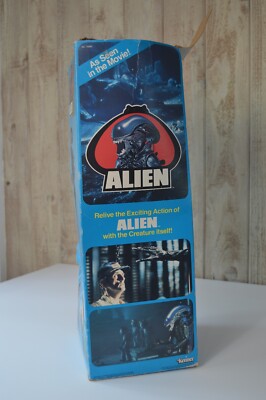 As Seen
in the Movie!
ALIEN
Relive the Exciting Action of
ALIEN
with the Creature itself!
Kenner